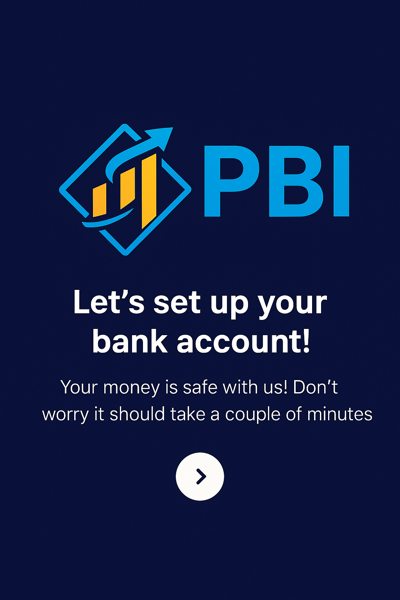 PBI
Let's set up your
bank account!
Your money is safe with us! Don't
worry it should take a couple of minutes